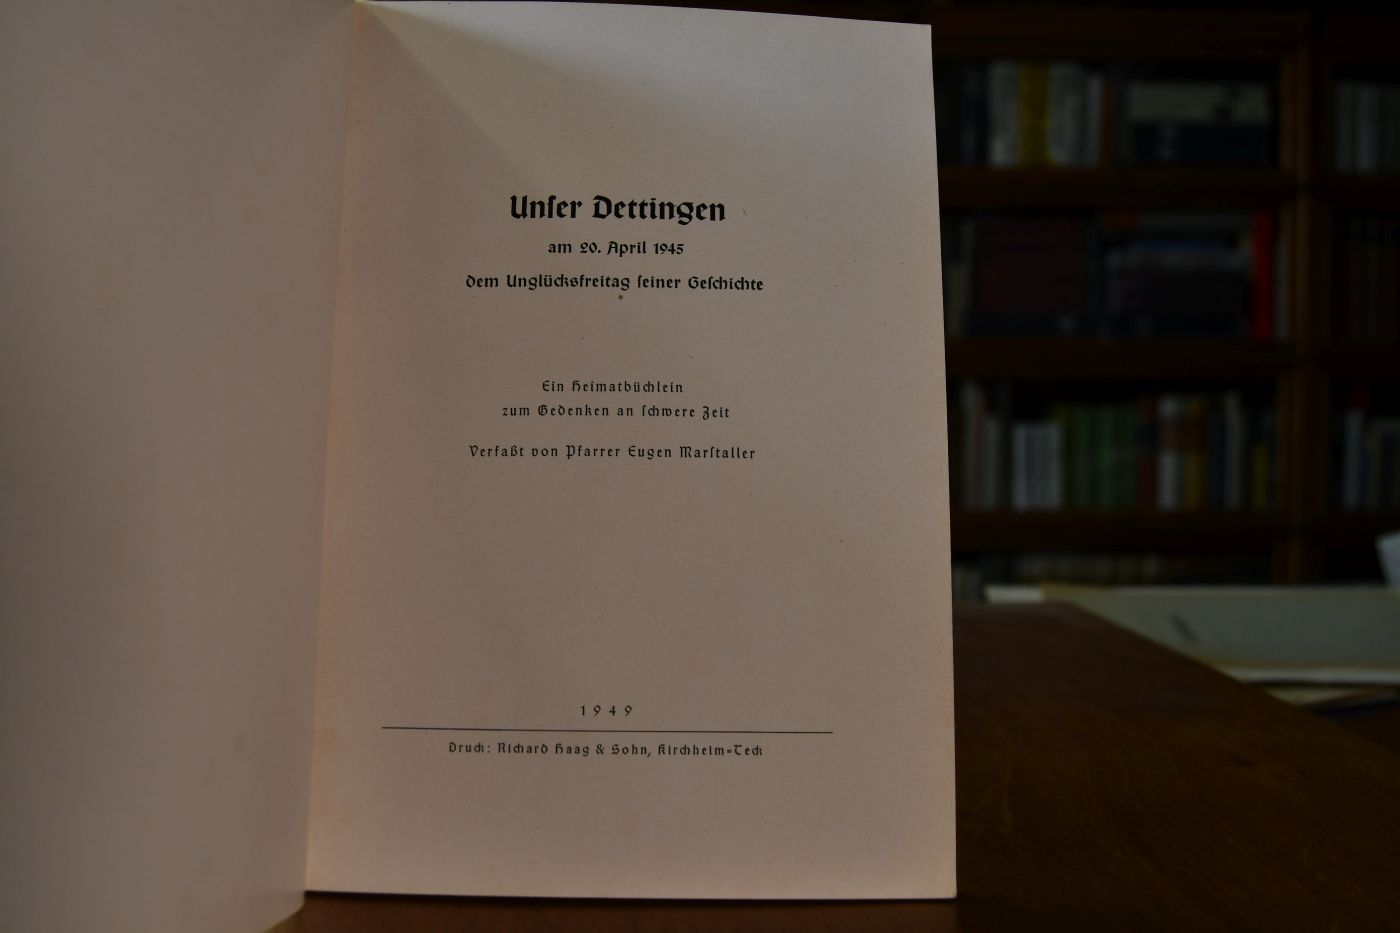 Unſer Dettingen
am 20. April 1945
dem Unglücksfreitag ſeiner Geſchichte
Ein Heimatbüchlein
zum Gedenken an ſchwere Zeit
Verfaßt von Pfarrer Eugen Marſtaller
1949
Druck: Richard Haag & Sohn, Kirchheim=Teck